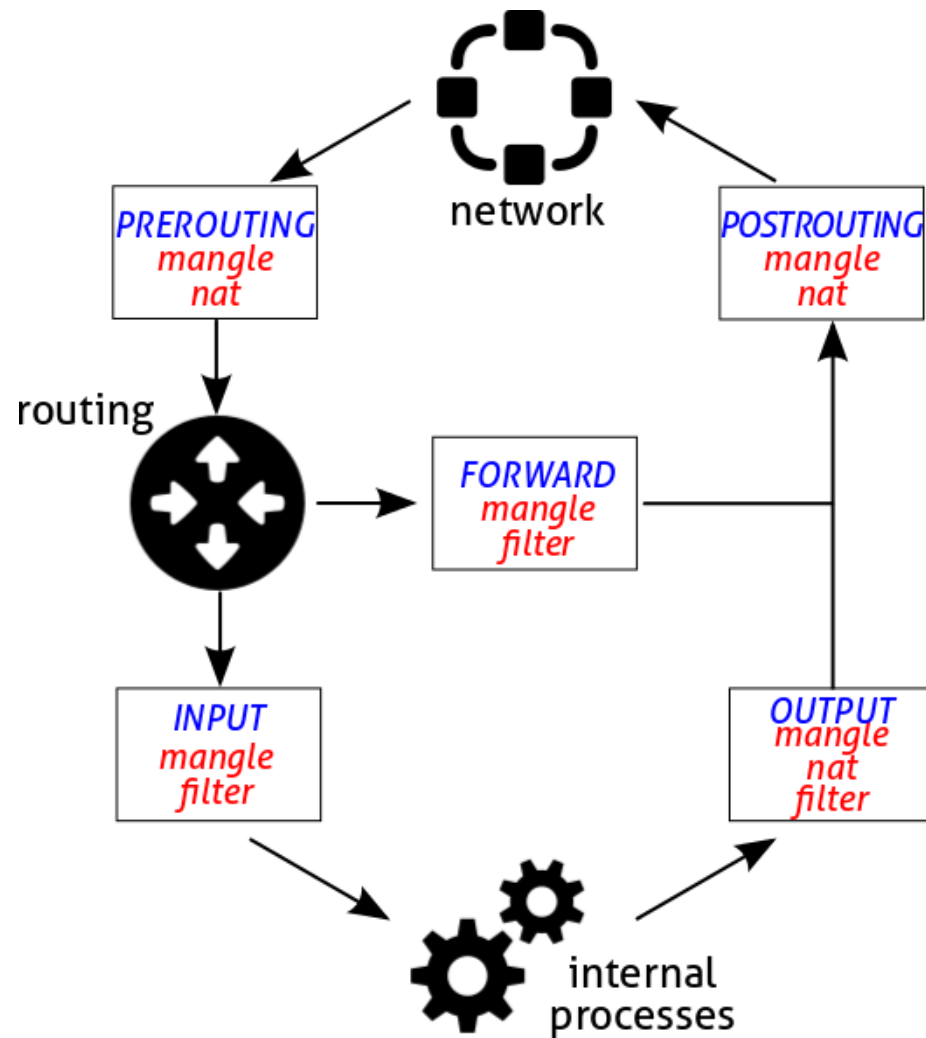 network
PREROUTING
mangle
nat
POSTROUTING
mangle
nat
routing
FORWARD
mangle
filter
INPUT
mangle
filter
OUTPUT
mangle
nat
filter
internal
processes